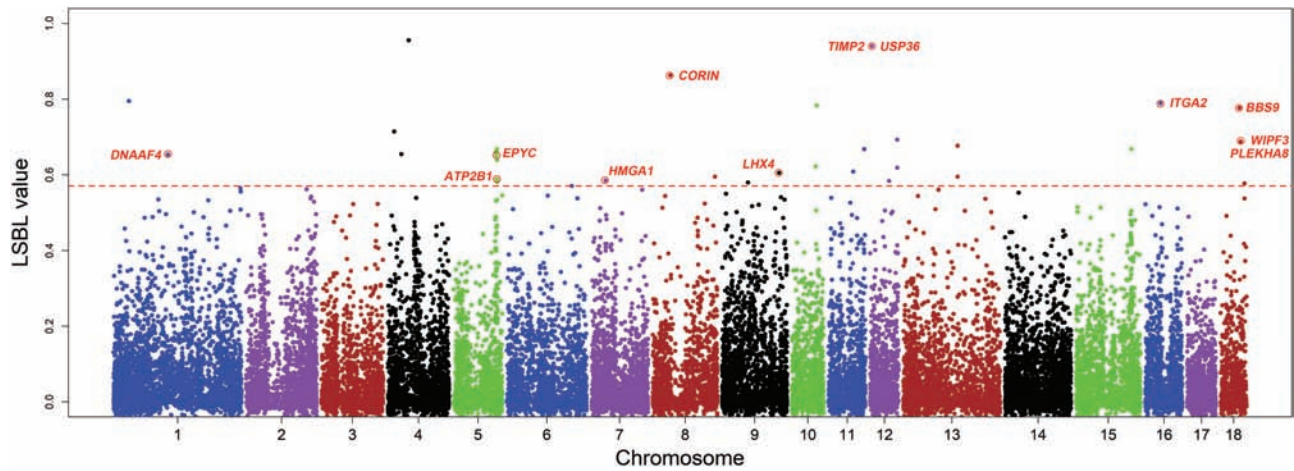 1.0
0.8
0.6
0.4
0.2
0.0
LSBL value
TIMP2 USP36
CORIN
ITGA2
BBS9
DNAAF4
EPYC
WIPF3
PLEKHA8
ATP2B1
HMGA1
LHX4
1 2 3 4 5 6 7 8 9 10 11 12 13 14 15 16 17 18
Chromosome